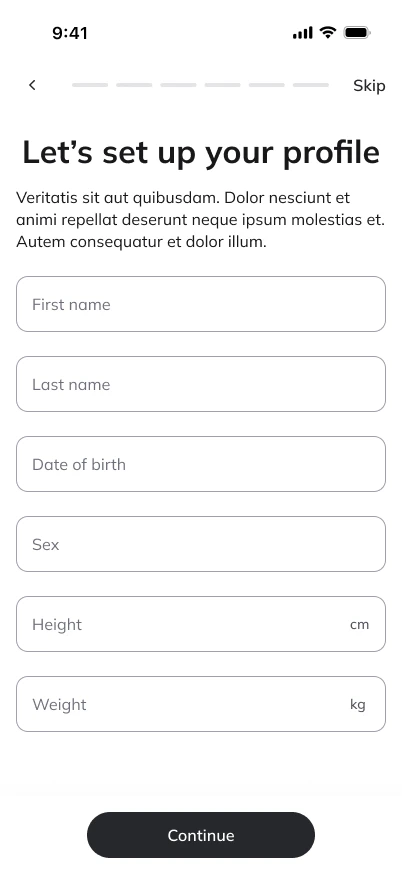 9:41
Skip
Let’s set up your profile
Veritatis sit aut quibusdam. Dolor nesciunt et
animi repellat deserunt neque ipsum molestias et.
Autem consequatur et dolor illum.
First name
Last name
Date of birth
Sex
Height cm
Weight kg
Continue